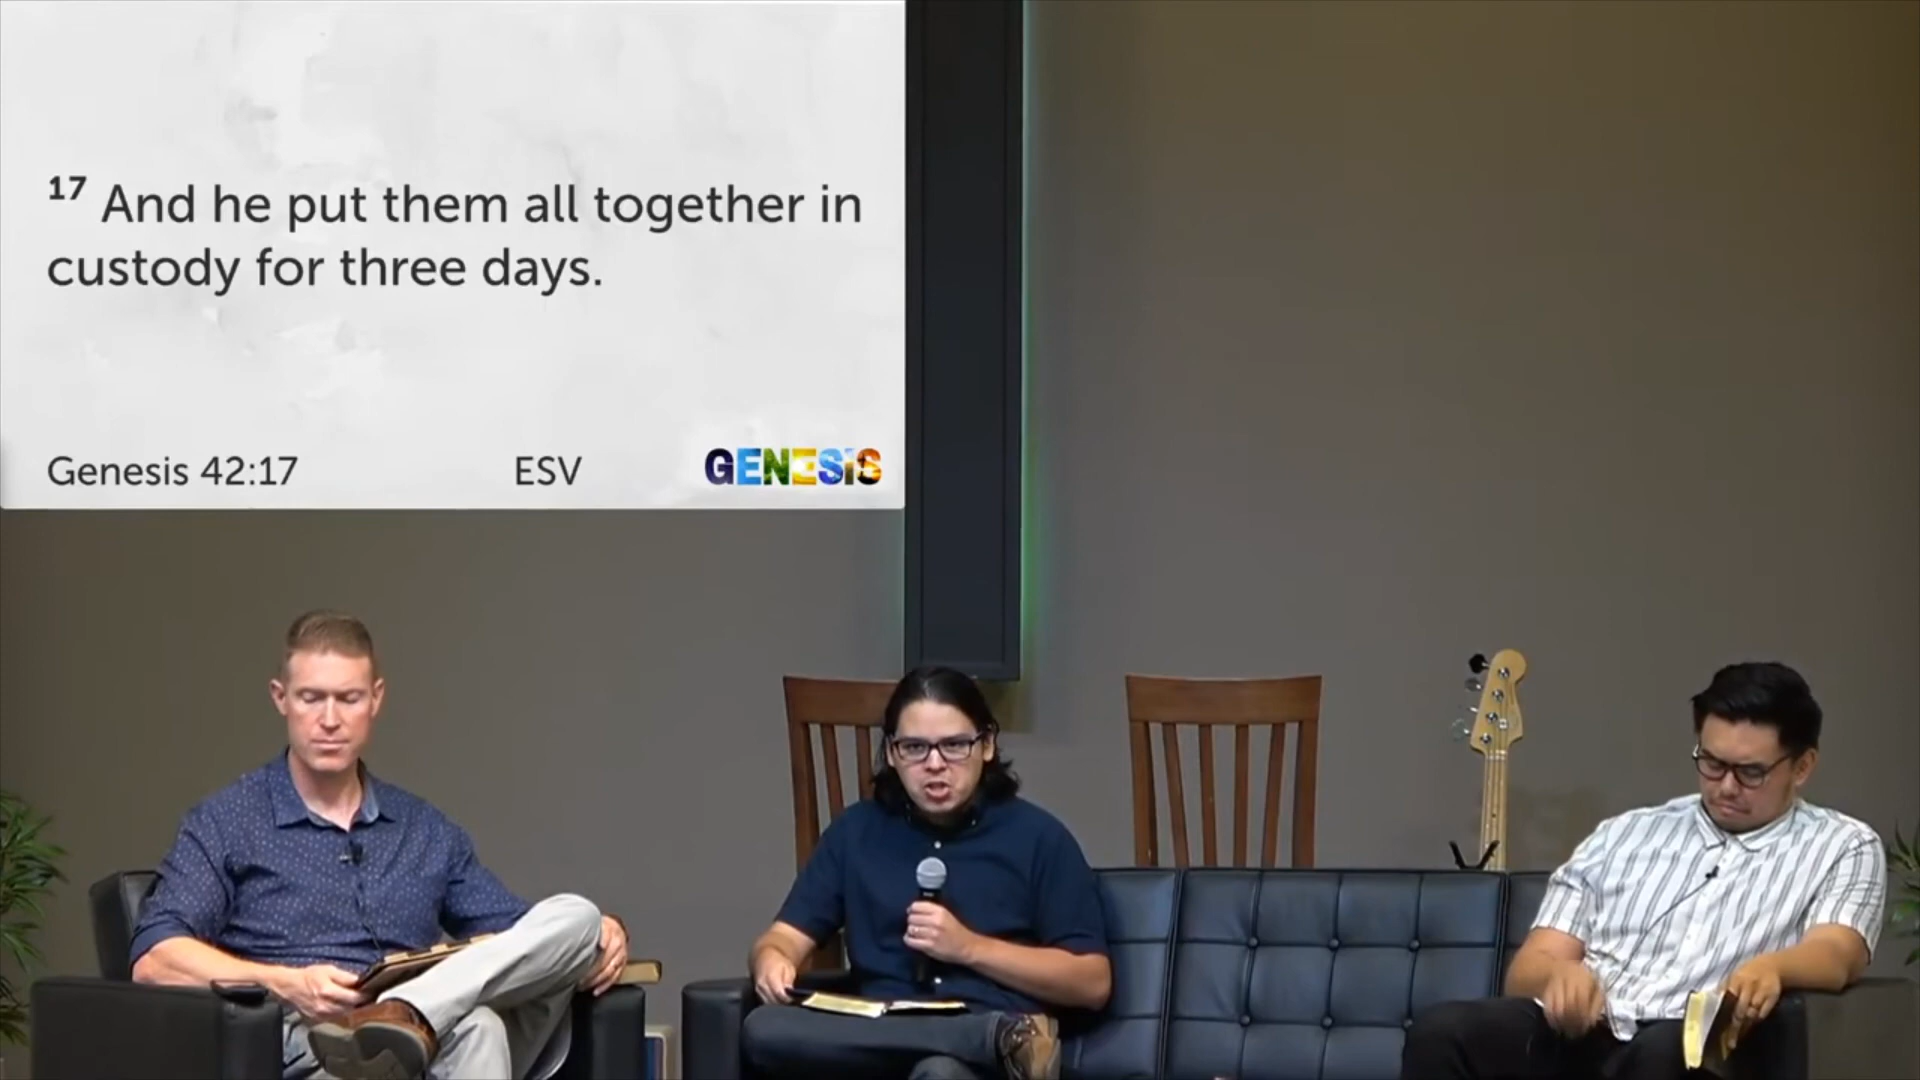 17 And he put them all together in
custody for three days.
Genesis 42:17 ESV GENESIS